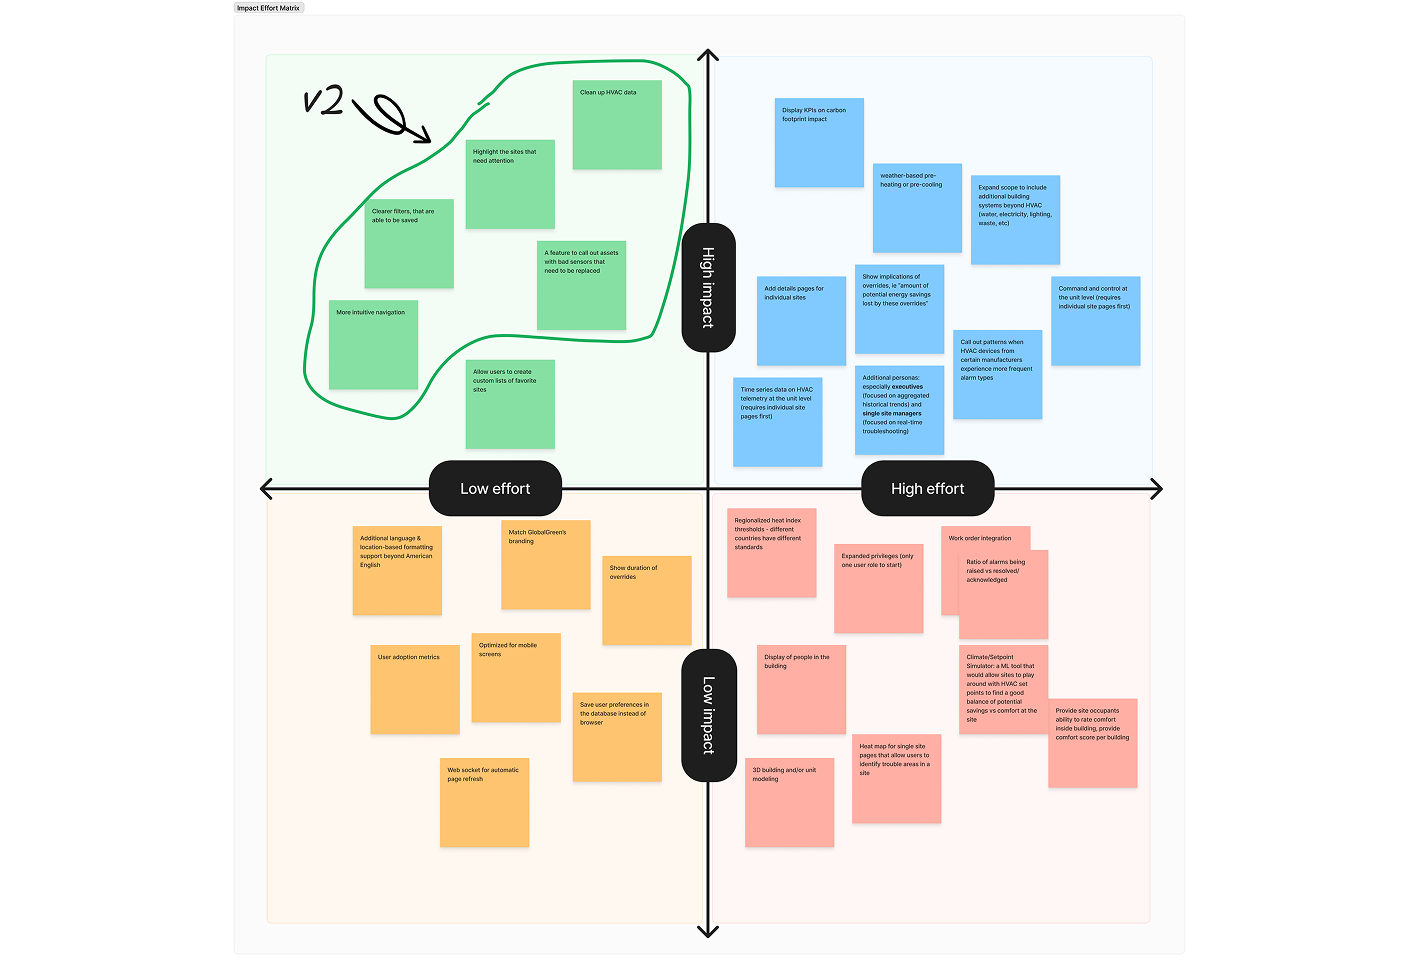 Impact Effort Matrix
v2
Clean up HVAC data
Highlight the sites that
need attention
Clearer filters, that are
able to be saved
A feature to call out assets
with bad sensors that
need to be replaced
More intuitive navigation
Allow users to create
custom lists of favorite
sites
Display KPIs on carbon
footprint impact
weather-based pre-
heating or pre-cooling
Expand scope to include
additional building
systems beyond HVAC
(water, electricity, lighting,
waste, etc)
Add details pages for
individual sites
Show implications of
overrides, ie "amount of
potential energy savings
lost by these overrides"
Command and control at
the unit level (requires
individual site pages first)
Call out patterns when
HVAC devices from
certain manufacturers
experience more frequent
alarm types
Time series data on HVAC
telemetry at the unit level
(requires individual site
pages first)
Additional personas:
especially executives
(focused on aggregated
historical trends) and
single site managers
(focused on real-time
troubleshooting)
High impact
Low effort
High effort
Low impact
Additional language &
location-based formatting
support beyond American
English
Match GlobalGreen's
branding
Show duration of
overrides
User adoption metrics
Optimized for mobile
screens
Save user preferences in
the database instead of
browser
Web socket for automatic
page refresh
Regionalized heat index
thresholds - different
countries have different
standards
Expanded privileges (only
one user role to start)
Work order integration
Ratio of alarms being
raised vs resolved/
acknowledged
Display of people in the
building
Climate/Setpoint
Simulator: a ML tool that
would allow sites to play
around with HVAC set
points to find a good
balance of potential
savings vs comfort at the
site
Provide site occupants
ability to rate comfort
inside building, provide
comfort score per building
Heat map for single site
pages that allow users to
identify trouble areas in a
site
3D building and/or unit
modeling